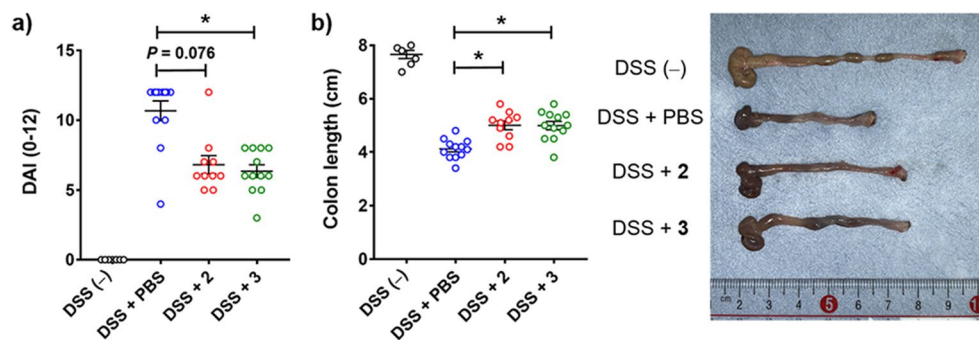 a)
*
P = 0.076
15
10
5
0
DAI (0-12)
DSS (–)
DSS + PBS
DSS + 2
DSS + 3
b)
*
*
8
6
4
2
0
Colon length (cm)
DSS (–)
DSS + PBS
DSS + 2
DSS + 3
DSS (–)
DSS + PBS
DSS + 2
DSS + 3
cm 2 3 4 5 6 7 8 9